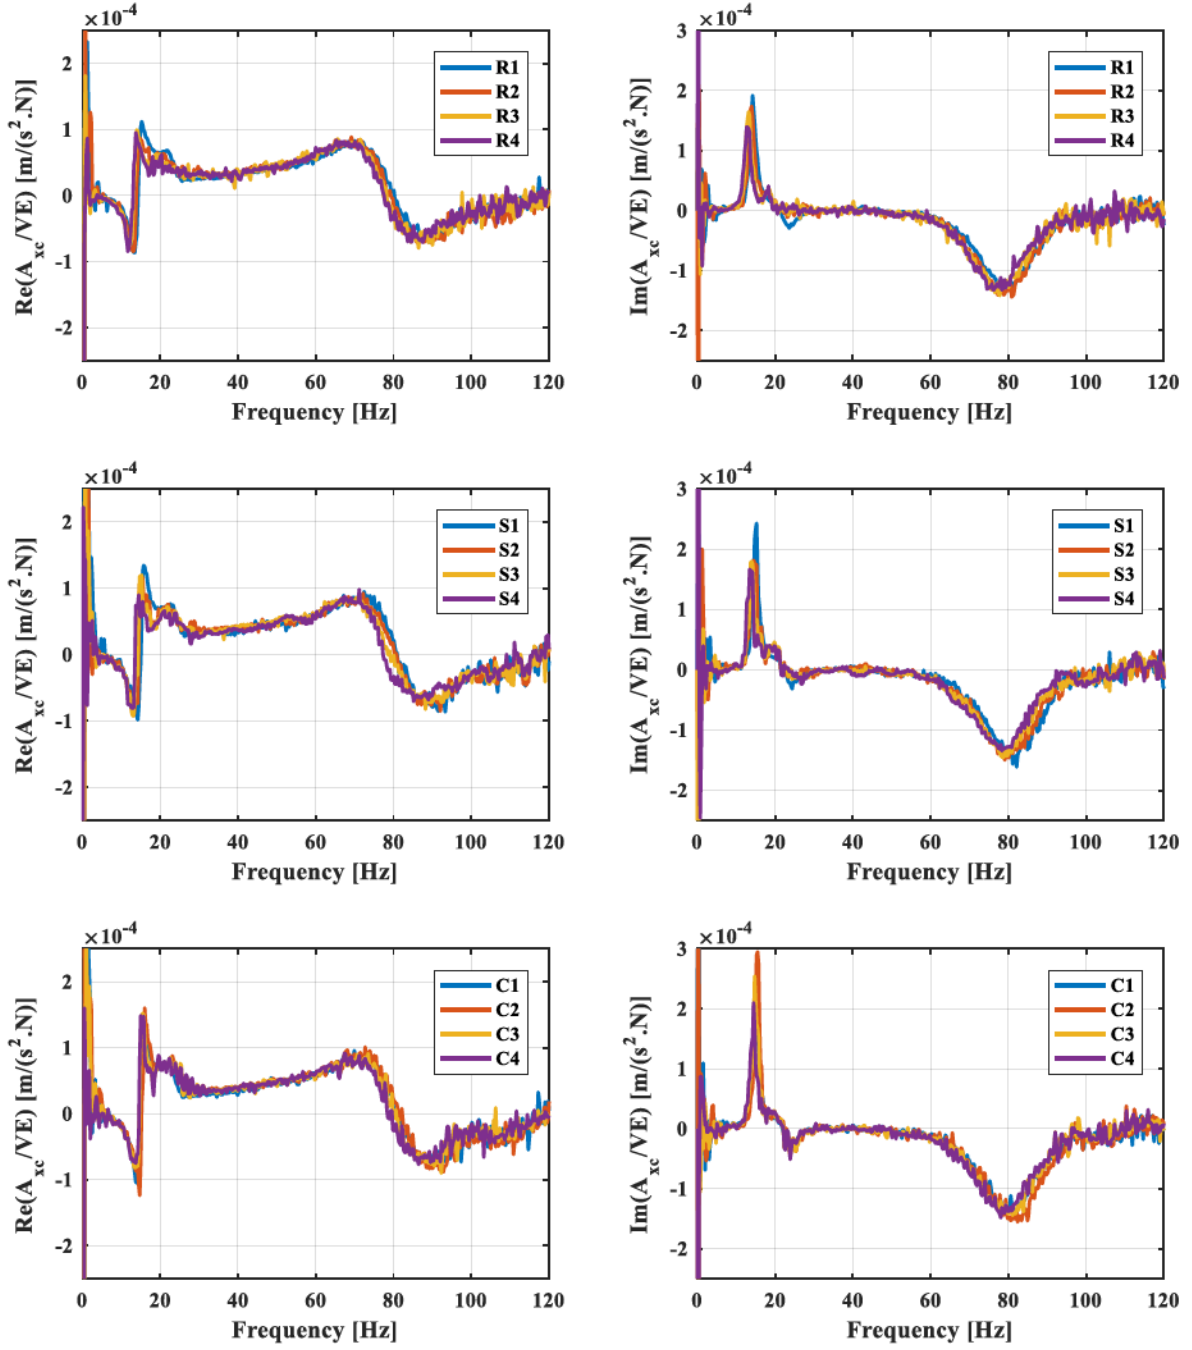 ×10⁻⁴
Re(A_xc/VE) [m/(s².N)]
2
1
0
-1
-2
R1
R2
R3
R4
0 20 40 60 80 100 120
Frequency [Hz]
×10⁻⁴
Im(A_xc/VE) [m/(s².N)]
3
2
1
0
-1
-2
R1
R2
R3
R4
0 20 40 60 80 100 120
Frequency [Hz]
×10⁻⁴
Re(A_xc/VE) [m/(s².N)]
2
1
0
-1
-2
S1
S2
S3
S4
0 20 40 60 80 100 120
Frequency [Hz]
×10⁻⁴
Im(A_xc/VE) [m/(s².N)]
3
2
1
0
-1
-2
S1
S2
S3
S4
0 20 40 60 80 100 120
Frequency [Hz]
×10⁻⁴
Re(A_xc/VE) [m/(s².N)]
2
1
0
-1
-2
C1
C2
C3
C4
0 20 40 60 80 100 120
Frequency [Hz]
×10⁻⁴
Im(A_xc/VE) [m/(s².N)]
3
2
1
0
-1
-2
C1
C2
C3
C4
0 20 40 60 80 100 120
Frequency [Hz]